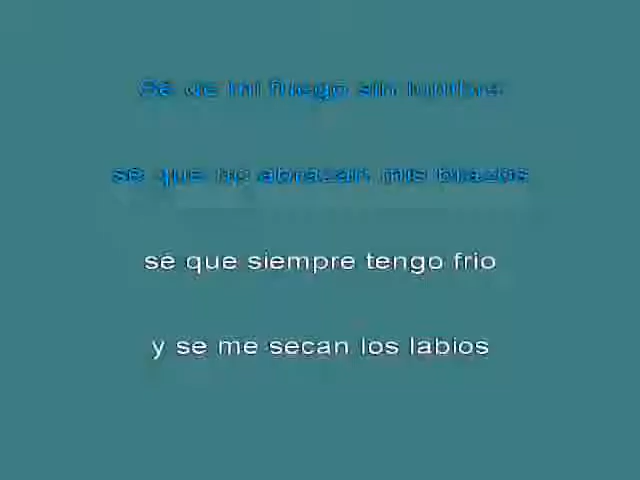 Sé de mi fuego sin lumbre
sé que no abrazan mis brazos
sé que siempre tengo frio
y se me secan los labios